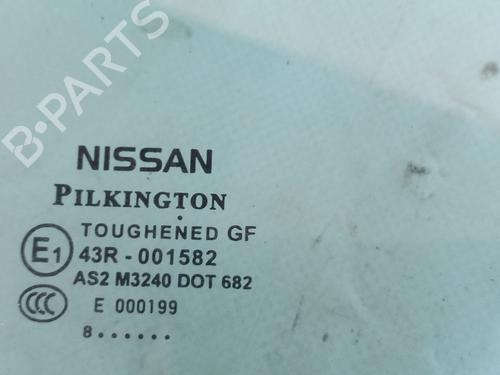 B-PARTS
NISSAN
PILKINGTON
TOUGHENED GF
E1 43R - 001582
AS2 M3240 DOT 682
CCC E 000199
8......